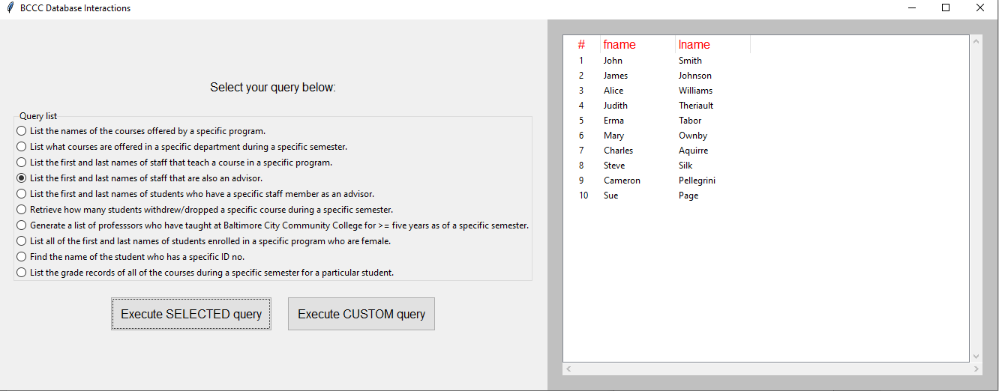 BCCC Database Interactions
Select your query below:
Query list
List the names of the courses offered by a specific program.
List what courses are offered in a specific department during a specific semester.
List the first and last names of staff that teach a course in a specific program.
List the first and last names of staff that are also an advisor.
List the first and last names of students who have a specific staff member as an advisor.
Retrieve how many students withdrew/dropped a specific course during a specific semester.
Generate a list of professsors who have taught at Baltimore City Community College for >= five years as of a specific semester.
List all of the first and last names of students enrolled in a specific program who are female.
Find the name of the student who has a specific ID no.
List the grade records of all of the courses during a specific semester for a particular student.
Execute SELECTED query Execute CUSTOM query
# fname lname
1 John Smith
2 James Johnson
3 Alice Williams
4 Judith Theriault
5 Erma Tabor
6 Mary Ownby
7 Charles Aquirre
8 Steve Silk
9 Cameron Pellegrini
10 Sue Page